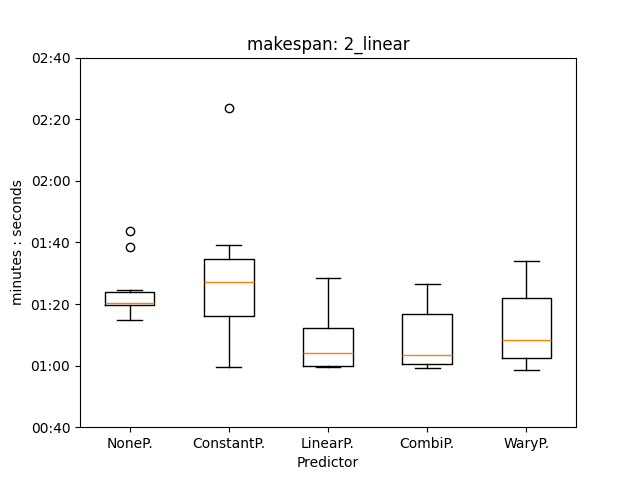 makespan: 2_linear
02:40
02:20
02:00
01:40
01:20
01:00
00:40
minutes : seconds
NoneP. ConstantP. LinearP. CombiP. WaryP.
Predictor